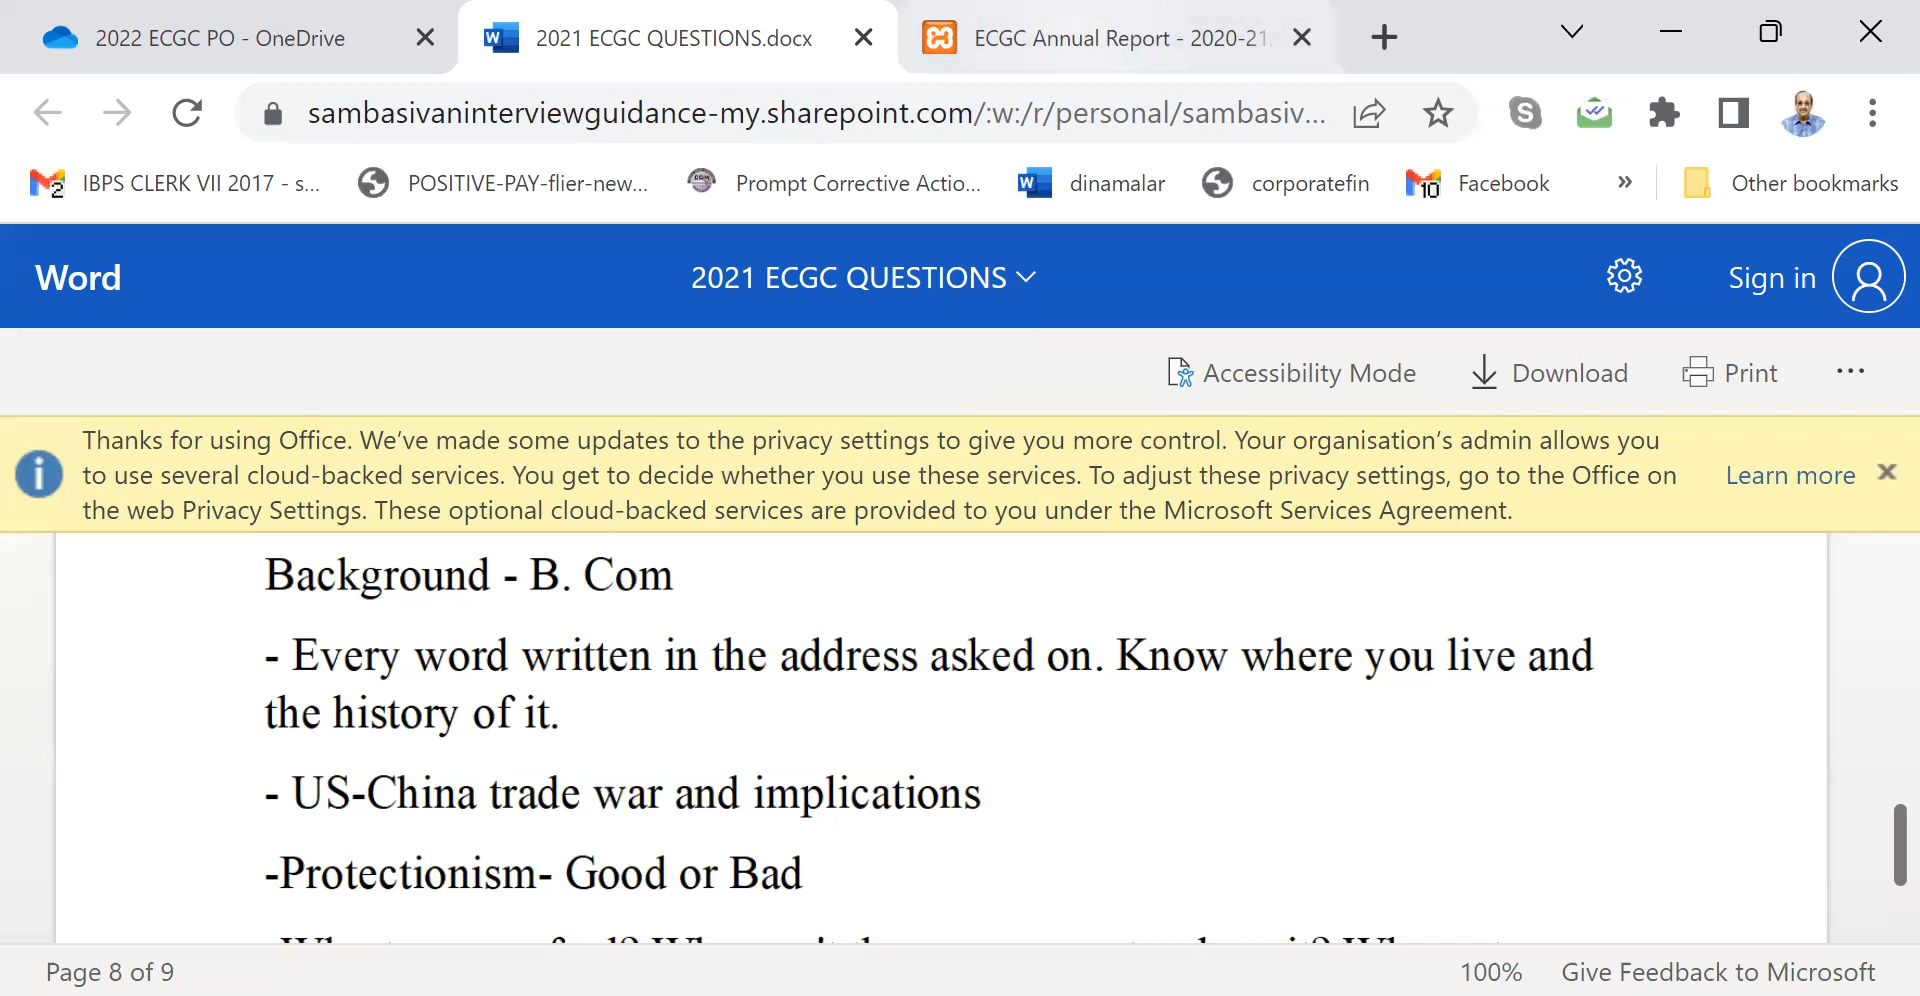 2022 ECGC PO - OneDrive
2021 ECGC QUESTIONS.docx
ECGC Annual Report - 2020-21
sambasivaninterviewguidance-my.sharepoint.com/:w:/r/personal/sambasiv...
IBPS CLERK VII 2017 - s...
POSITIVE-PAY-flier-new...
Prompt Corrective Actio...
dinamalar
corporatefin
Facebook
Other bookmarks
Word
2021 ECGC QUESTIONS
Sign in
Accessibility Mode
Download
Print
Thanks for using Office. We've made some updates to the privacy settings to give you more control. Your organisation's admin allows you
to use several cloud-backed services. You get to decide whether you use these services. To adjust these privacy settings, go to the Office on
the web Privacy Settings. These optional cloud-backed services are provided to you under the Microsoft Services Agreement.
Learn more
Background - B. Com
- Every word written in the address asked on. Know where you live and
the history of it.
- US-China trade war and implications
-Protectionism- Good or Bad
Page 8 of 9
100%
Give Feedback to Microsoft